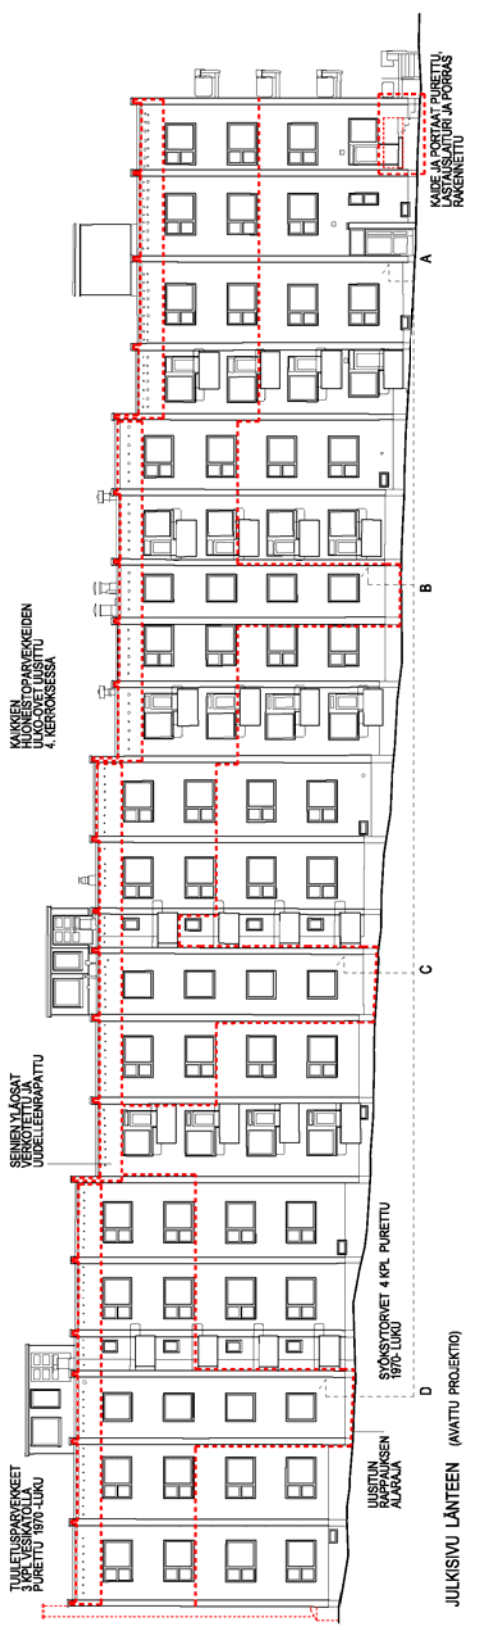 TUULETUSPARVEKKEET
3 KPL VESIKATOLLA
PURETTU 1970-LUKU
SEINIEN YLÄOSAT
VERKOTETTU JA
UUDELLEENRAPATTU
KAIKKIEN
HUONEISTOPARVEKKEIDEN
ULKO-OVET UUSITTU
4. KERROKSESSA
KAIDE JA PORTAAT PURETTU,
LASTAUSLAITURI JA PORRAS
RAKENNETTU
UUSITUN
RAPPAUKSEN
ALARAJA
SYÖKSYTORVET 4 KPL PURETTU
1970- LUKU
D
C
B
A
JULKISIVU LÄNTEEN (AVATTU PROJEKTIO)